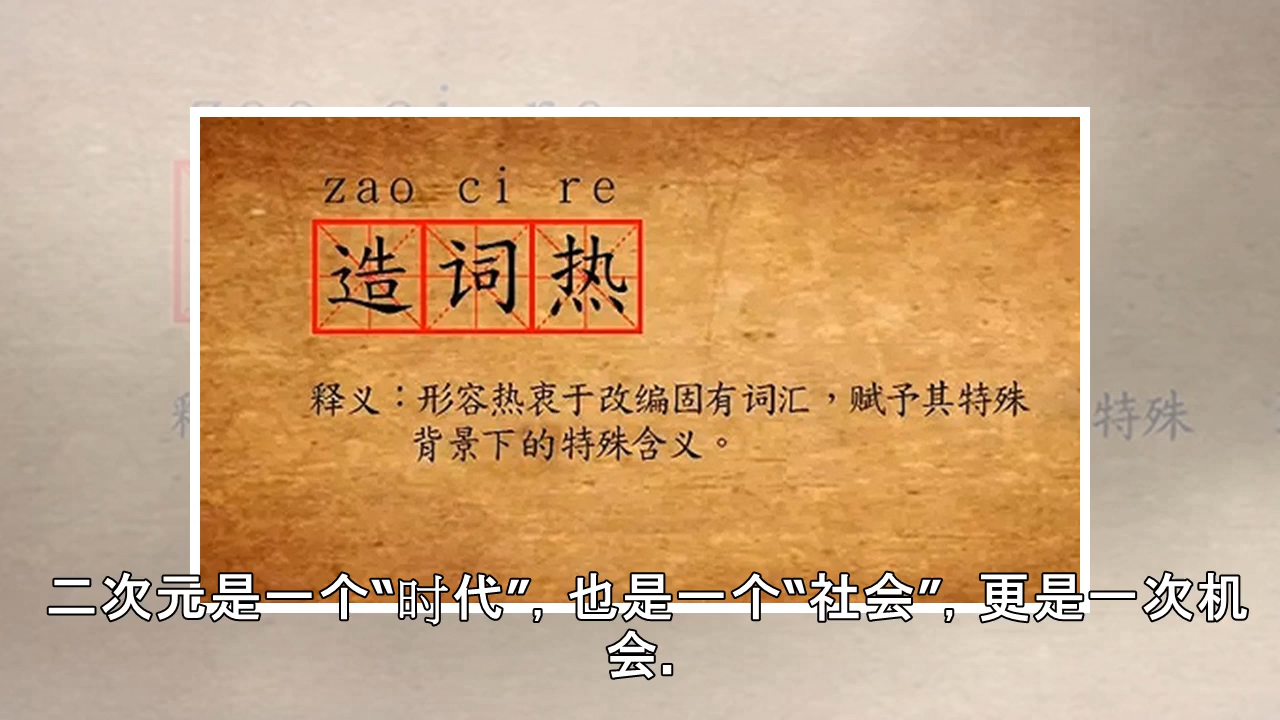 zao ci re
造词热
释义：形容热衷于改编固有词汇，赋予其特殊
背景下的特殊含义。
特殊
二次元是一个“时代”, 也是一个“社会”, 更是一次机
会.